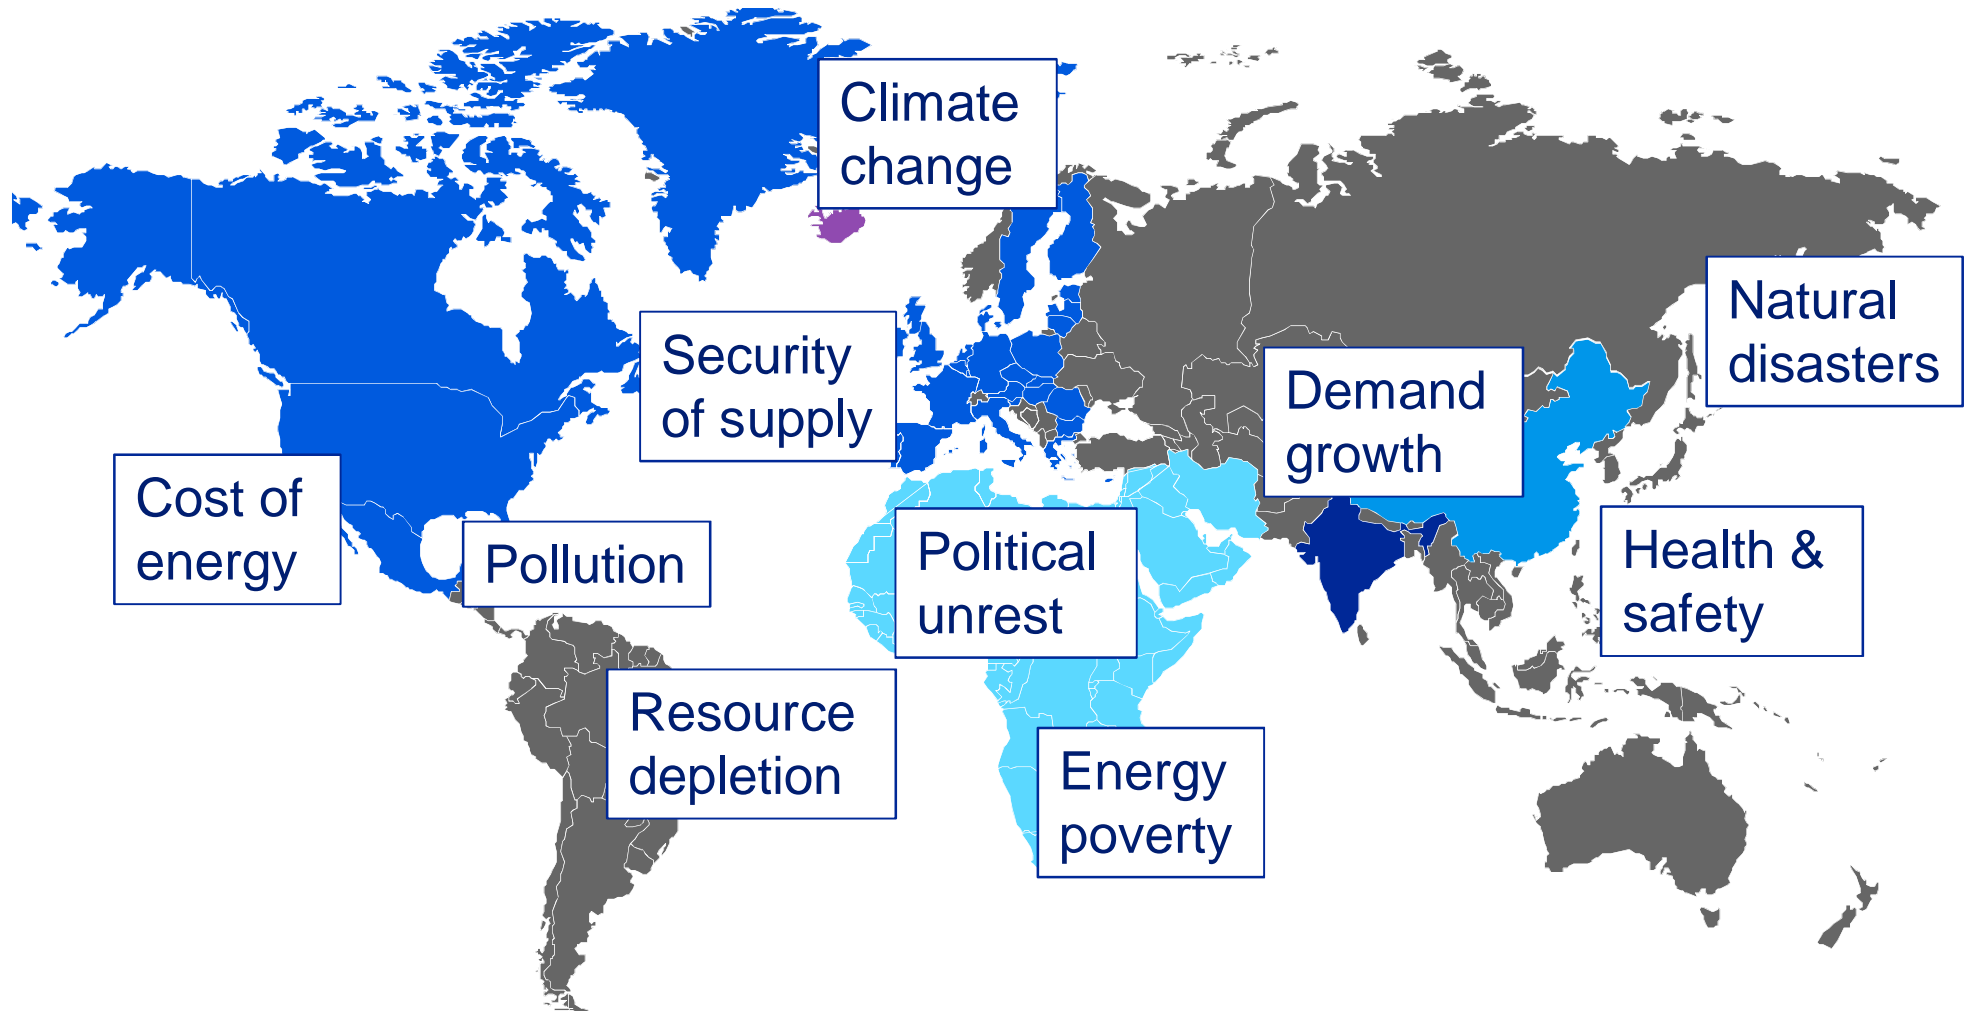 Climate
change
Natural
disasters
Security
of supply
Demand
growth
Cost of
energy
Pollution
Political
unrest
Health &
safety
Resource
depletion
Energy
poverty